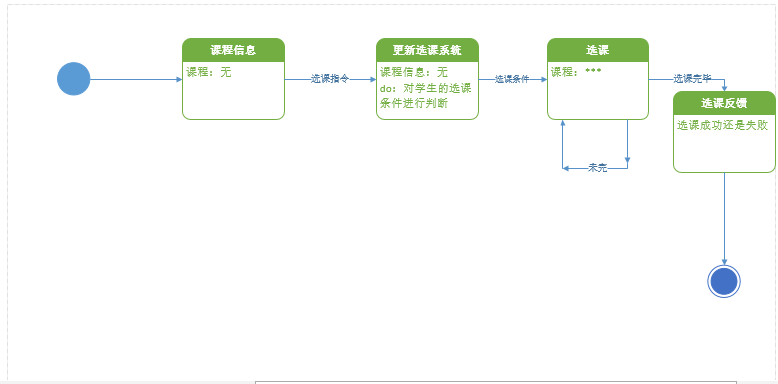 课程信息
课程：无
选课指令
更新选课系统
课程信息：无
do：对学生的选课
条件进行判断
选课条件
选课
课程：***
未完
选课完毕
选课反馈
选课成功还是失败